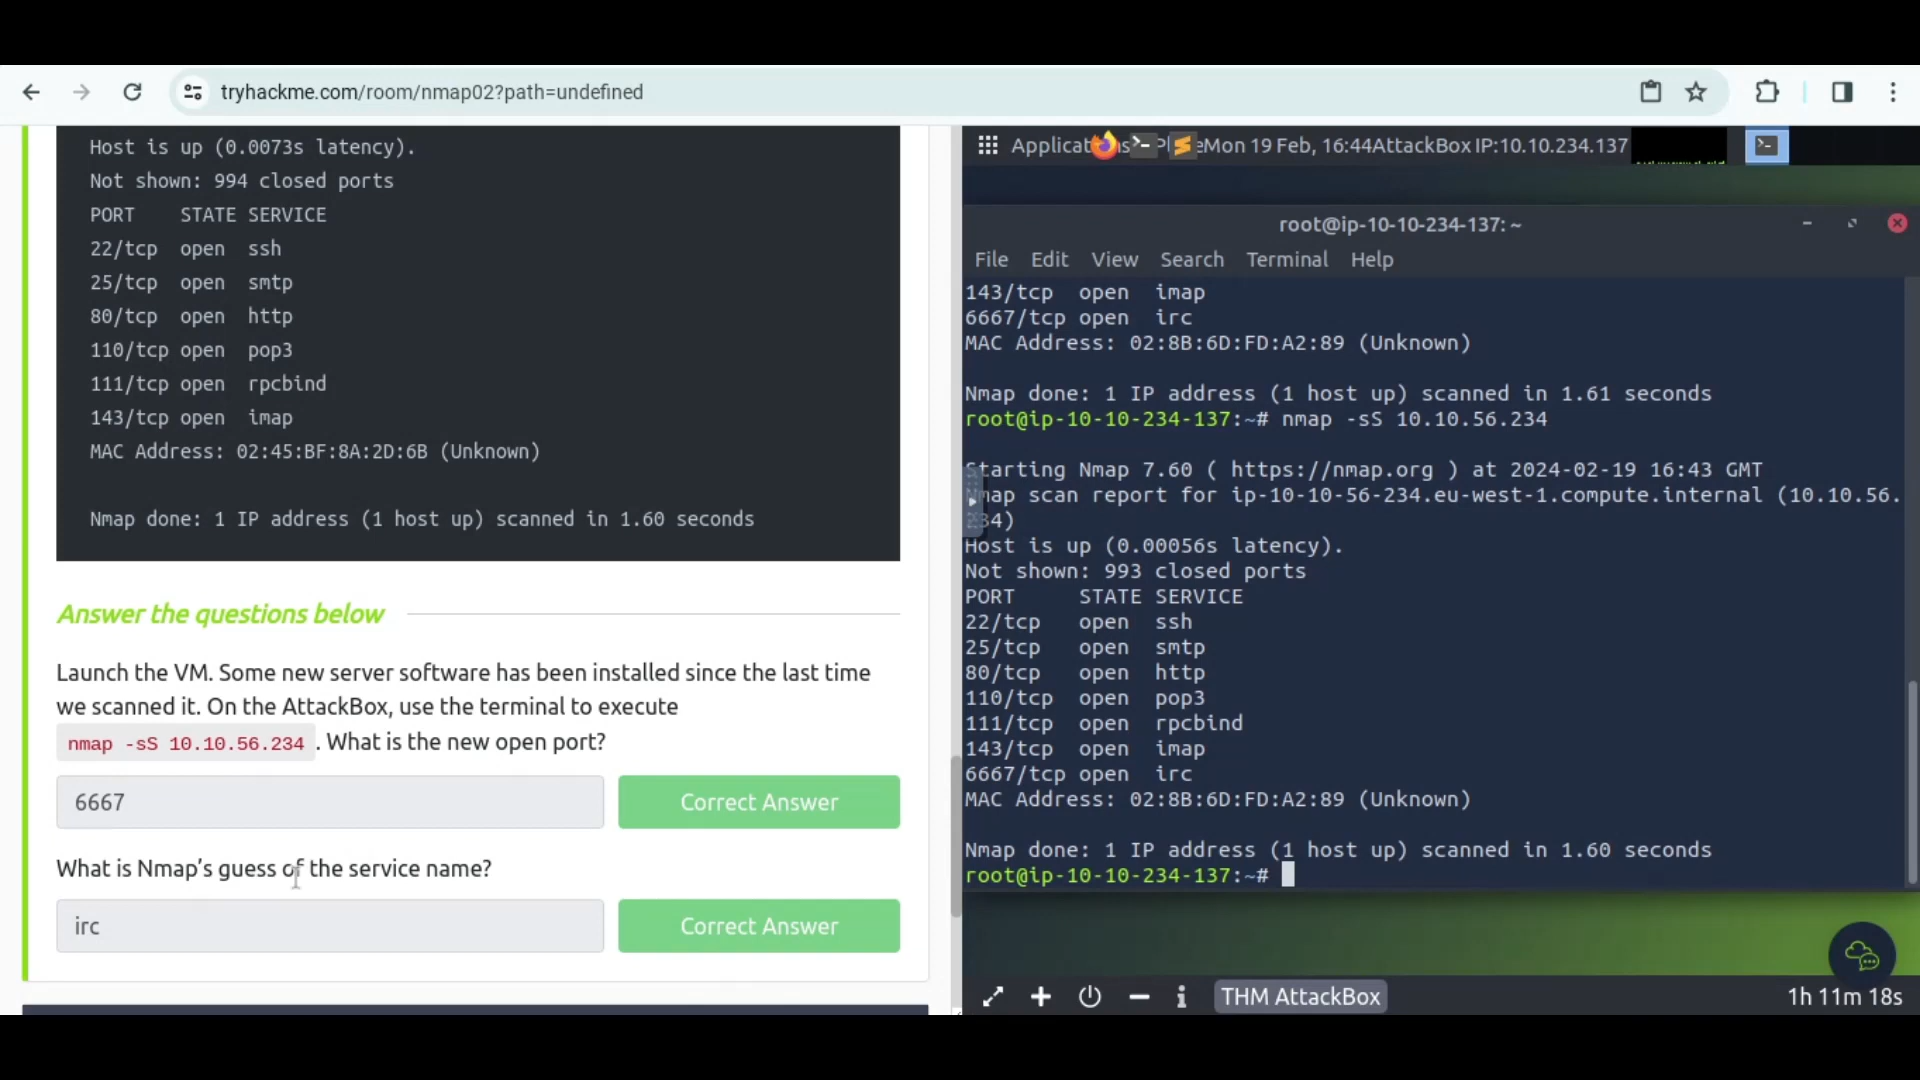 tryhackme.com/room/nmap02?path=undefined
Host is up (0.0073s latency).
Not shown: 994 closed ports
PORT    STATE SERVICE
22/tcp  open  ssh
25/tcp  open  smtp
80/tcp  open  http
110/tcp open  pop3
111/tcp open  rpcbind
143/tcp open  imap
MAC Address: 02:45:BF:8A:2D:6B (Unknown)
Nmap done: 1 IP address (1 host up) scanned in 1.60 seconds
Answer the questions below
Launch the VM. Some new server software has been installed since the last time
we scanned it. On the AttackBox, use the terminal to execute
nmap -sS 10.10.56.234 . What is the new open port?
6667
Correct Answer
What is Nmap’s guess of the service name?
irc
Correct Answer
Mon 19 Feb, 16:44 AttackBox IP:10.10.234.137
root@ip-10-10-234-137: ~
File Edit View Search Terminal Help
143/tcp  open  imap
6667/tcp open  irc
MAC Address: 02:8B:6D:FD:A2:89 (Unknown)
Nmap done: 1 IP address (1 host up) scanned in 1.61 seconds
root@ip-10-10-234-137:~# nmap -sS 10.10.56.234
Starting Nmap 7.60 ( https://nmap.org ) at 2024-02-19 16:43 GMT
Nmap scan report for ip-10-10-56-234.eu-west-1.compute.internal (10.10.56.
234)
Host is up (0.00056s latency).
Not shown: 993 closed ports
PORT     STATE SERVICE
22/tcp   open  ssh
25/tcp   open  smtp
80/tcp   open  http
110/tcp  open  pop3
111/tcp  open  rpcbind
143/tcp  open  imap
6667/tcp open  irc
MAC Address: 02:8B:6D:FD:A2:89 (Unknown)
Nmap done: 1 IP address (1 host up) scanned in 1.60 seconds
root@ip-10-10-234-137:~#
THM AttackBox
1h 11m 18s